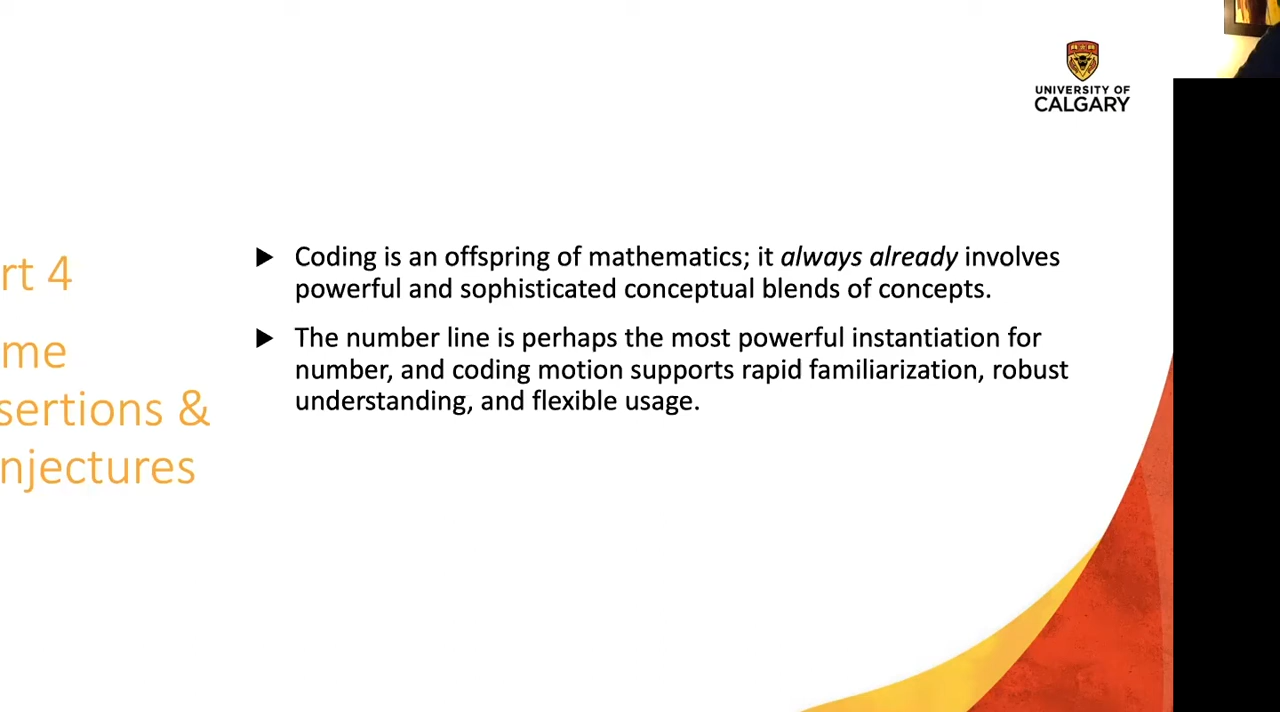 UNIVERSITY OF
CALGARY
rt 4
me
sertions &
njectures
Coding is an offspring of mathematics; it always already involves
powerful and sophisticated conceptual blends of concepts.
The number line is perhaps the most powerful instantiation for
number, and coding motion supports rapid familiarization, robust
understanding, and flexible usage.